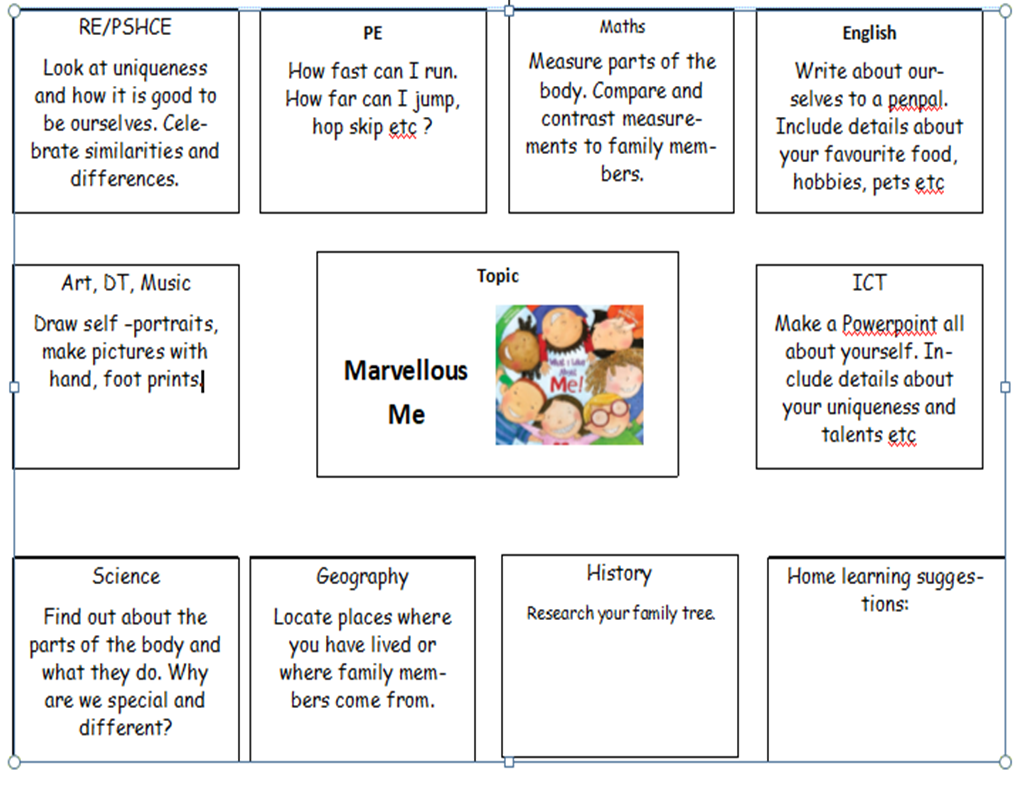 RE/PSHCE
Look at uniqueness
and how it is good to
be ourselves. Cele-
brate similarities and
differences.
PE
How fast can I run.
How far can I jump,
hop skip etc ?
Maths
Measure parts of the
body. Compare and
contrast measure-
ments to family mem-
bers.
English
Write about our-
selves to a penpal.
Include details about
your favourite food,
hobbies, pets etc
Art, DT, Music
Draw self -portraits,
make pictures with
hand, foot prints.
Topic
Marvellous
Me
What I Like
About
Me!
ICT
Make a Powerpoint all
about yourself. In-
clude details about
your uniqueness and
talents etc
Science
Find out about the
parts of the body and
what they do. Why
are we special and
different?
Geography
Locate places where
you have lived or
where family mem-
bers come from.
History
Research your family tree.
Home learning sugges-
tions: